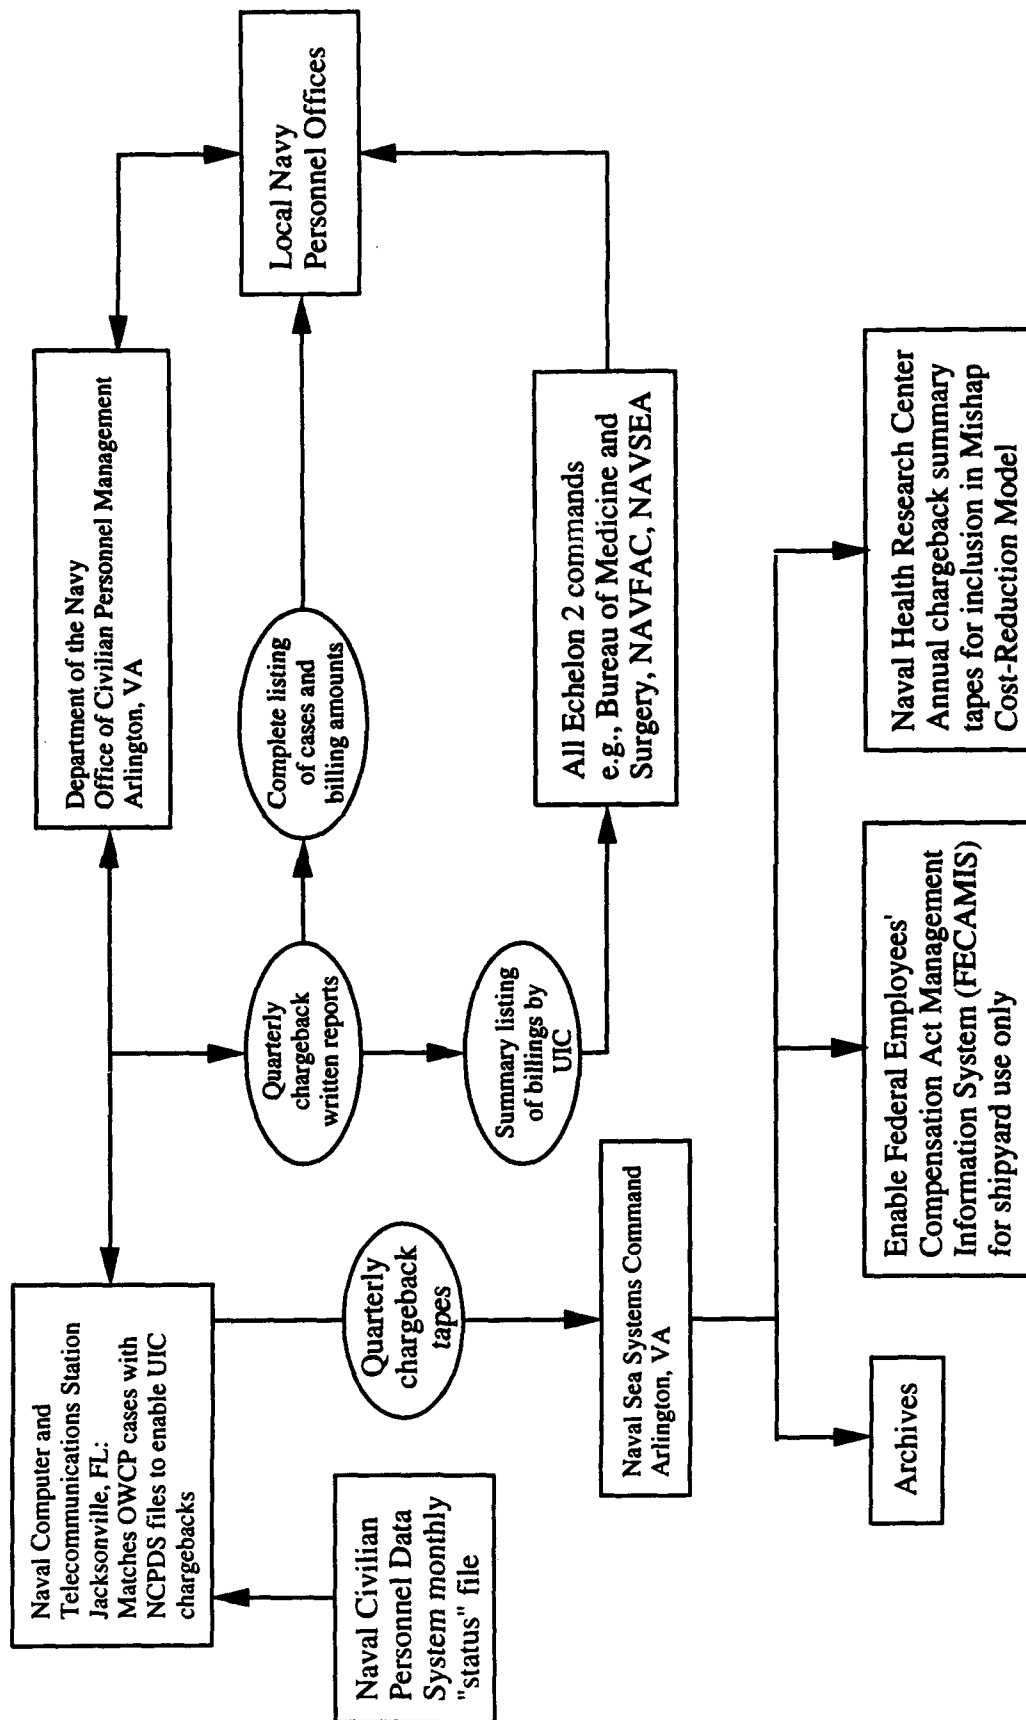 Naval Computer and
Telecommunications Station
Jacksonville, FL:
Matches OWCP cases with
NCPDS files to enable UIC
chargebacks
Department of the Navy
Office of Civilian Personnel Management
Arlington, VA
Naval Civilian
Personnel Data
System monthly
"status" file
Quarterly
chargeback
tapes
Quarterly
chargeback
written reports
Complete listing
of cases and
billing amounts
Local Navy
Personnel Offices
Summary listing
of billings by
UIC
All Echelon 2 commands
e.g., Bureau of Medicine and
Surgery, NAVFAC, NAVSEA
Naval Sea Systems Command
Arlington, VA
Archives
Enable Federal Employees'
Compensation Act Management
Information System (FECAMIS)
for shipyard use only
Naval Health Research Center
Annual chargeback summary
tapes for inclusion in Mishap
Cost-Reduction Model